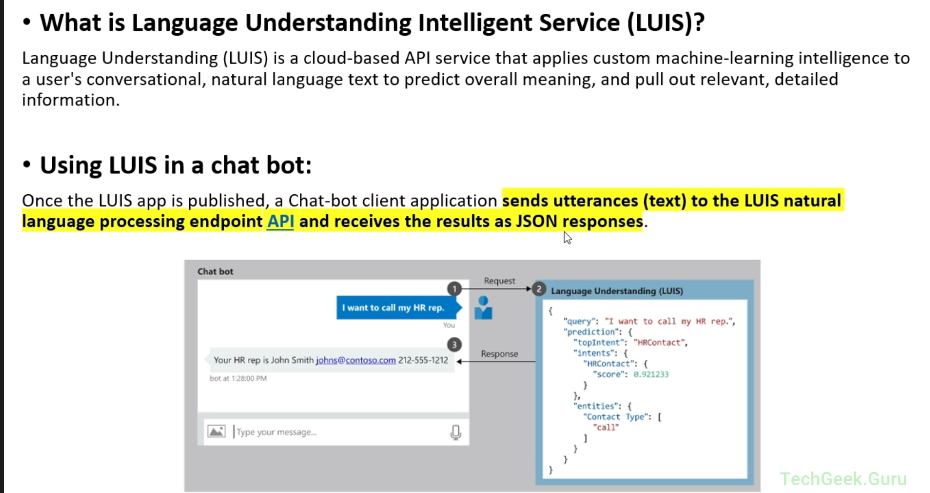 • What is Language Understanding Intelligent Service (LUIS)?
Language Understanding (LUIS) is a cloud-based API service that applies custom machine-learning intelligence to
a user's conversational, natural language text to predict overall meaning, and pull out relevant, detailed
information.
• Using LUIS in a chat bot:
Once the LUIS app is published, a Chat-bot client application sends utterances (text) to the LUIS natural
language processing endpoint API and receives the results as JSON responses.
Chat bot
1
I want to call my HR rep.
You
Request
3
Your HR rep is John Smith johns@contoso.com 212-555-1212
bot at 1:28:00 PM
Response
Type your message...
2
Language Understanding (LUIS)
{
"query": "I want to call my HR rep.",
"prediction": {
"topIntent": "HRContact",
"intents": {
"HRContact": {
"score": 0.921233
}
},
"entities": {
"Contact Type": [
"call"
]
}
}
}
TechGeek.Guru